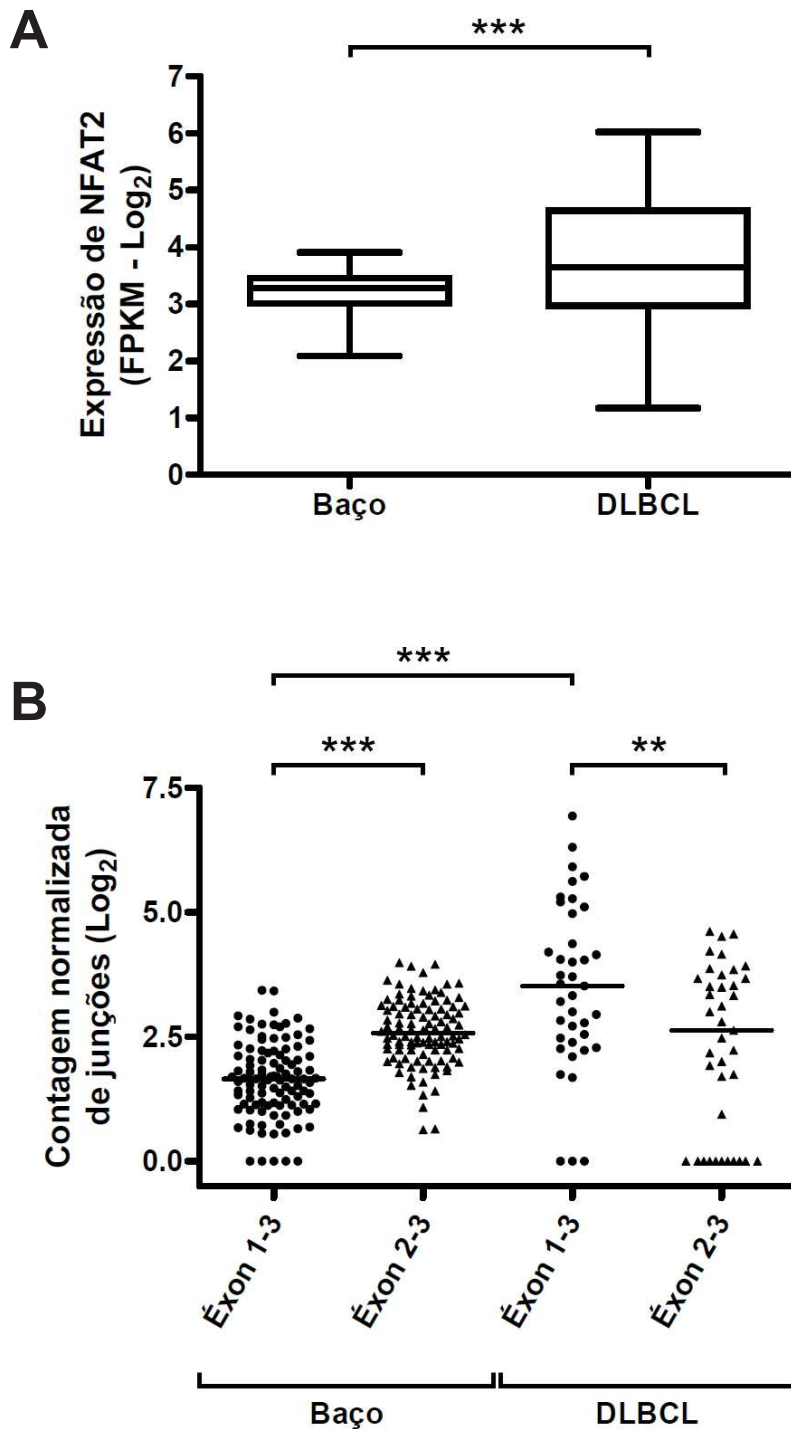 A
***
Expressão de NFAT2
(FPKM - Log₂)
7
6
5
4
3
2
1
0
Baço
DLBCL
B
***
***
**
Contagem normalizada
de junções (Log₂)
7.5
5.0
2.5
0.0
Éxon 1-3
Éxon 2-3
Éxon 1-3
Éxon 2-3
Baço
DLBCL